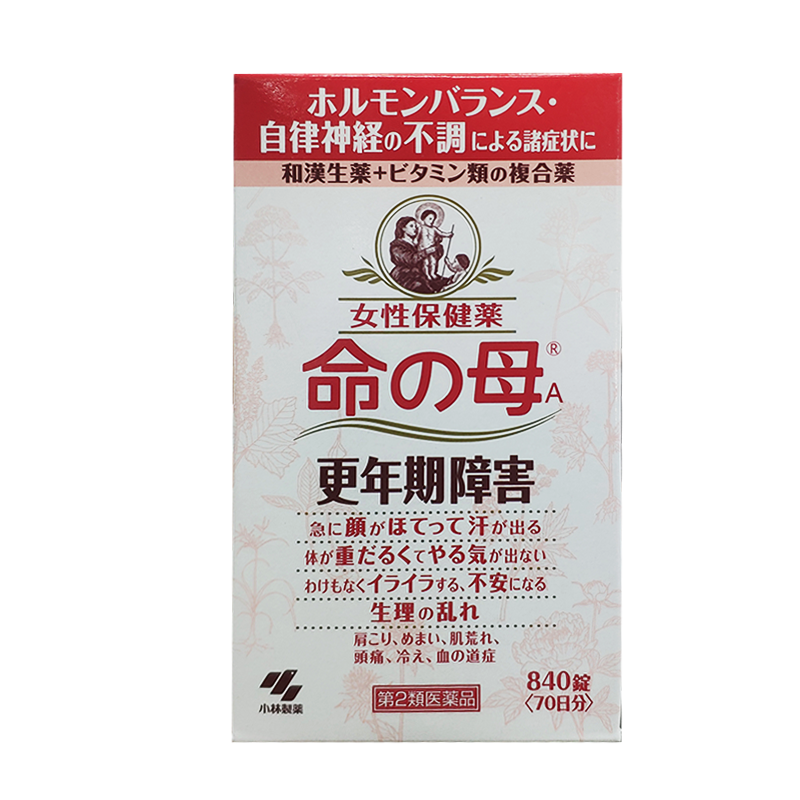 ホルモンバランス・
自律神経の不調による諸症状に
和漢生薬+ビタミン類の複合薬
女性保健薬
命の母®A
更年期障害
急に顔がほてって汗が出る
体が重だるくてやる気が出ない
わけもなくイライラする、不安になる
生理の乱れ
肩こり、めまい、肌荒れ、
頭痛、冷え、血の道症
小林製薬
第2類医薬品
840錠
〈70日分〉